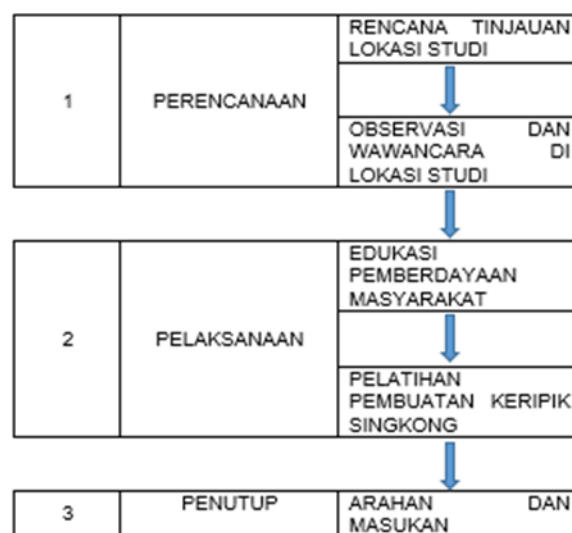 1
PERENCANAAN
RENCANA TINJAUAN
LOKASI STUDI
OBSERVASI DAN
WAWANCARA DI
LOKASI STUDI
2
PELAKSANAAN
EDUKASI
PEMBERDAYAAN
MASYARAKAT
PELATIHAN
PEMBUATAN KERIPIK
SINGKONG
3
PENUTUP
ARAHAN DAN
MASUKAN